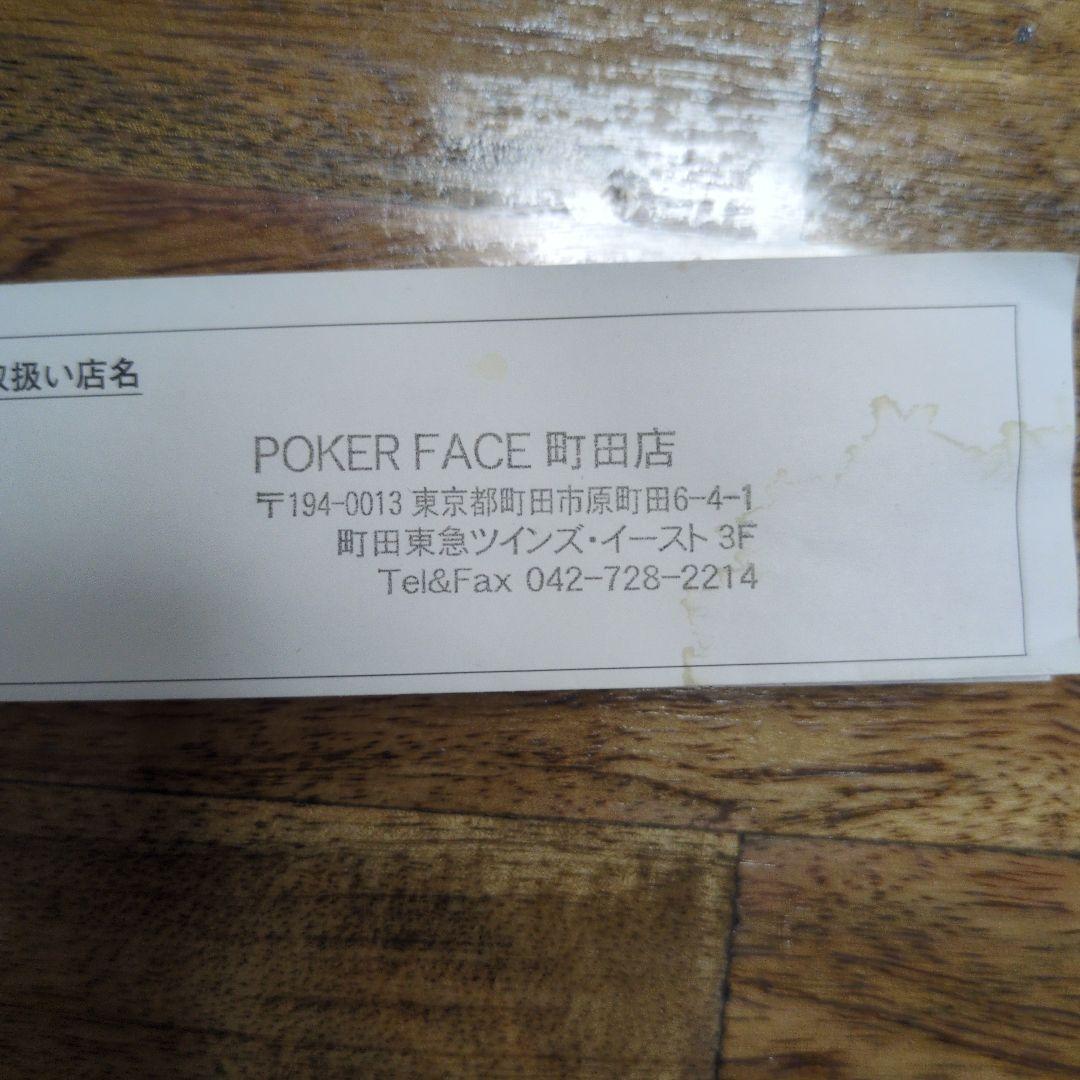 取扱い店名
POKER FACE 町田店
〒194-0013 東京都町田市原町田6-4-1
町田東急ツインズ・イースト 3F
Tel&Fax 042-728-2214